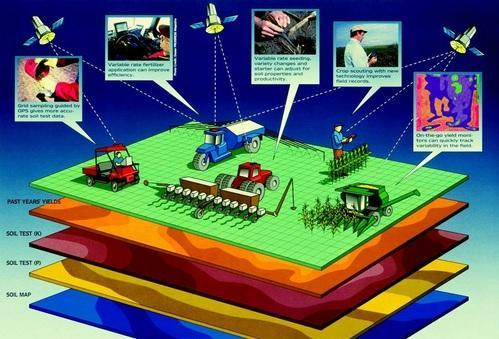 Grid sampling guided by
GPS gives more accu-
rate soil test data.
Variable rate fertilizer
application can improve
efficiency.
Variable rate seeding,
variety changes and
starter can adjust for
soil properties and
productivity.
Crop scouting with new
technology improves
field records.
On-the-go yield moni-
tors can quickly track
variability in the field.
PAST YEARS' YIELDS
SOIL TEST (K)
SOIL TEST (P)
SOIL MAP